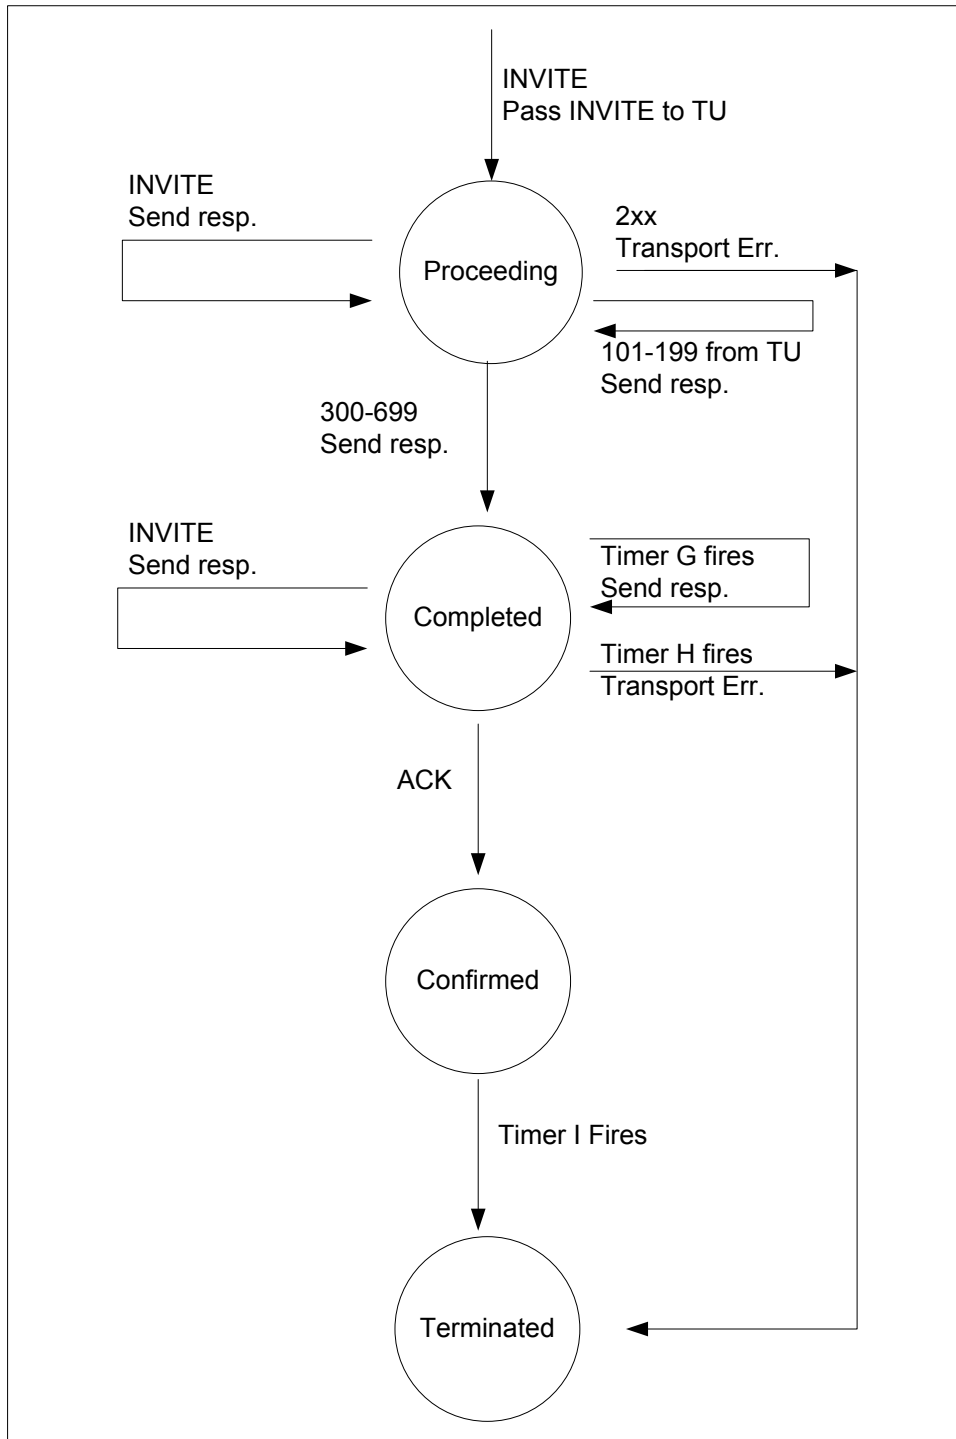 INVITE
Pass INVITE to TU
INVITE
Send resp.
Proceeding
2xx
Transport Err.
101-199 from TU
Send resp.
300-699
Send resp.
INVITE
Send resp.
Completed
Timer G fires
Send resp.
Timer H fires
Transport Err.
ACK
Confirmed
Timer I Fires
Terminated